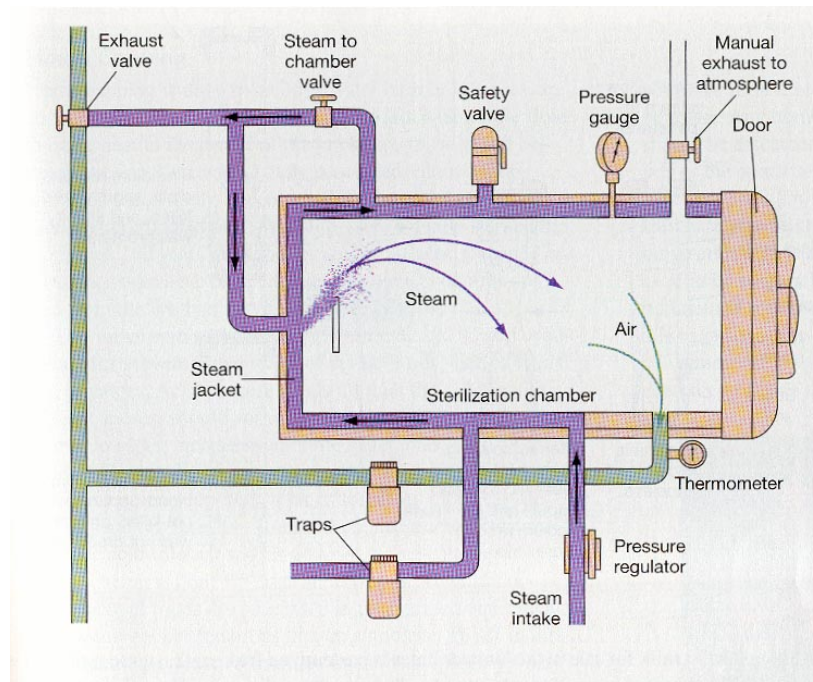 Exhaust
valve
Steam to
chamber
valve
Safety
valve
Pressure
gauge
Manual
exhaust to
atmosphere
Door
Steam
Air
Steam
jacket
Sterilization chamber
Thermometer
Traps
Pressure
regulator
Steam
intake